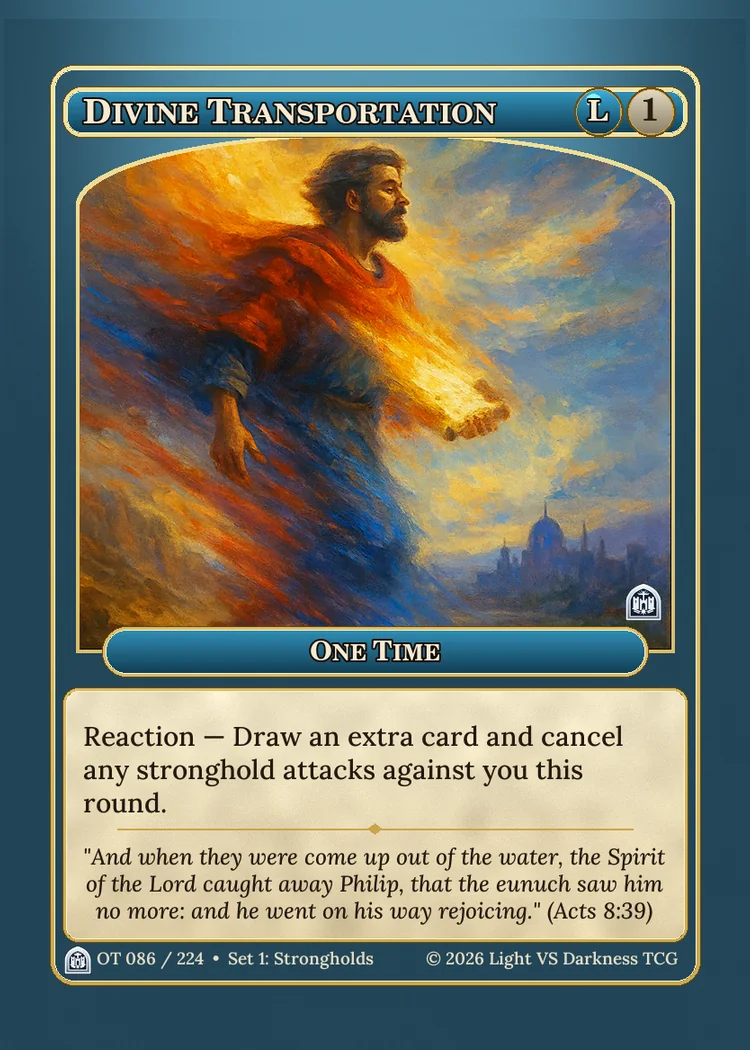 Divine Transportation L 1
One Time
Reaction — Draw an extra card and cancel
any stronghold attacks against you this
round.
"And when they were come up out of the water, the Spirit
of the Lord caught away Philip, that the eunuch saw him
no more: and he went on his way rejoicing." (Acts 8:39)
OT 086 / 224 • Set 1: Strongholds © 2026 Light VS Darkness TCG